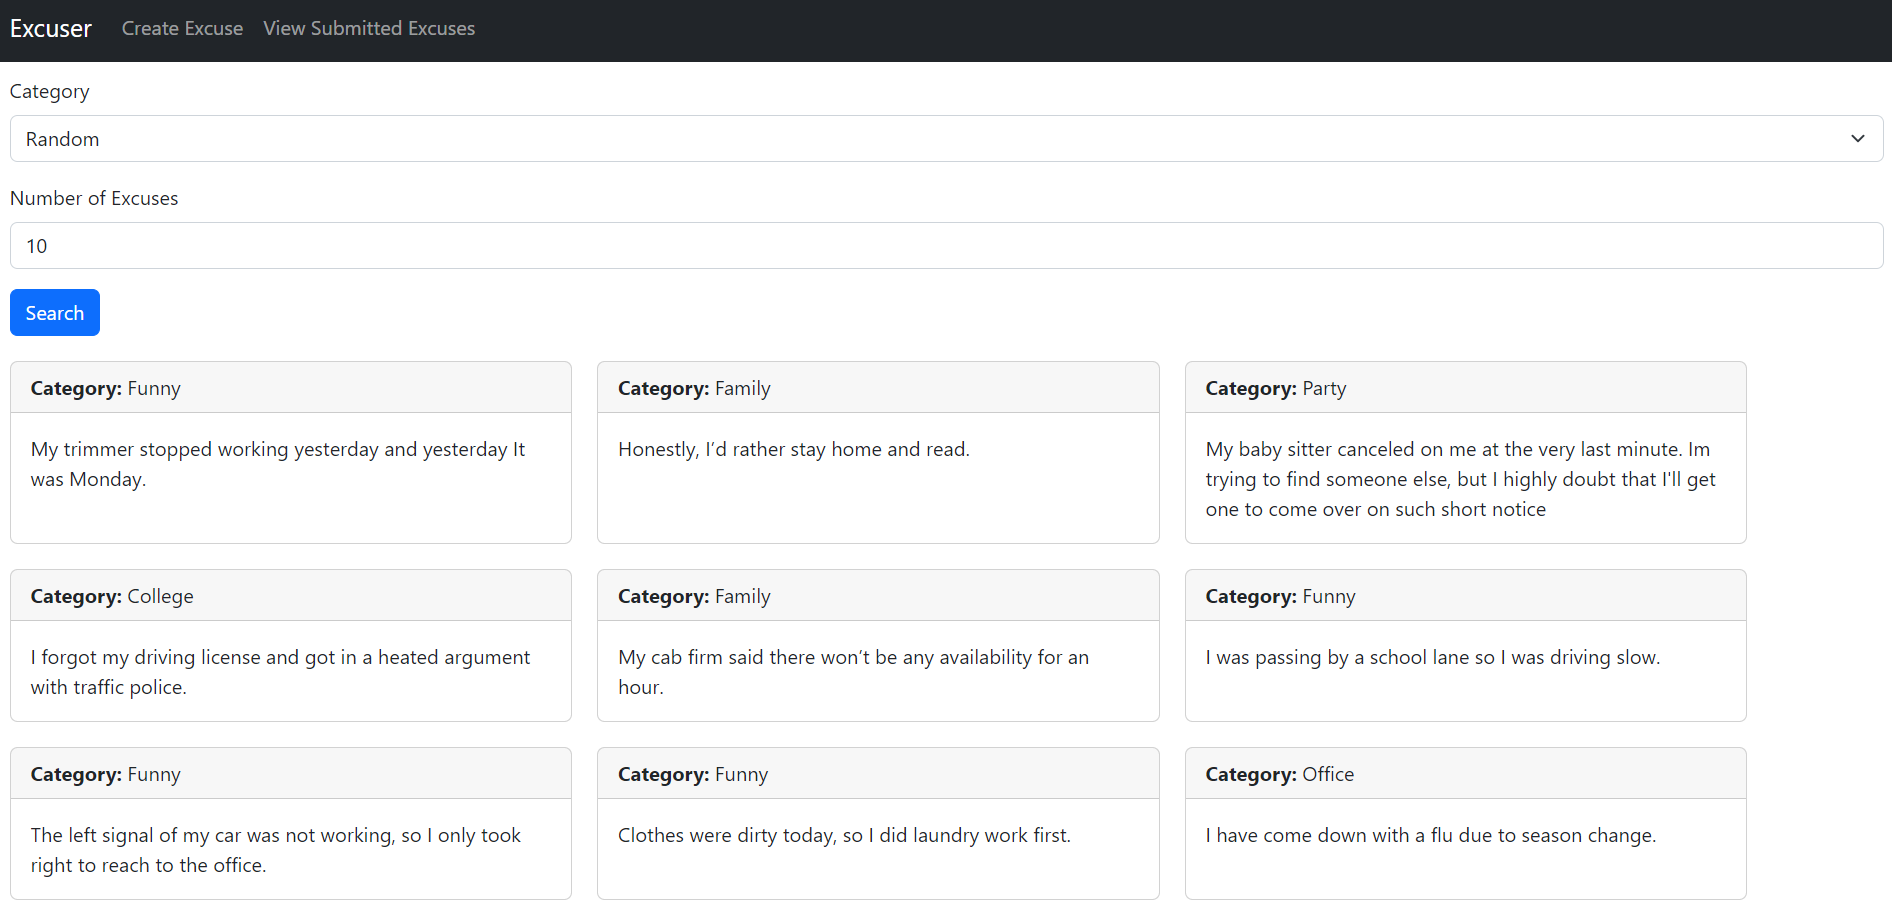 Excuser Create Excuse View Submitted Excuses
Category
Random
Number of Excuses
10
Search
Category: Funny
My trimmer stopped working yesterday and yesterday It
was Monday.
Category: Family
Honestly, I’d rather stay home and read.
Category: Party
My baby sitter canceled on me at the very last minute. Im
trying to find someone else, but I highly doubt that I'll get
one to come over on such short notice
Category: College
I forgot my driving license and got in a heated argument
with traffic police.
Category: Family
My cab firm said there won’t be any availability for an
hour.
Category: Funny
I was passing by a school lane so I was driving slow.
Category: Funny
The left signal of my car was not working, so I only took
right to reach to the office.
Category: Funny
Clothes were dirty today, so I did laundry work first.
Category: Office
I have come down with a flu due to season change.